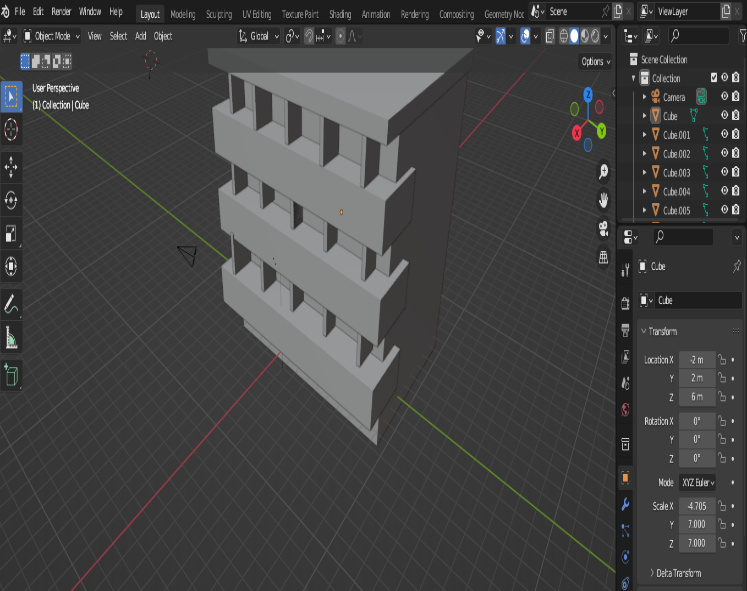 File Edit Render Window Help Layout Modeling Sculpting UV Editing Texture Paint Shading Animation Rendering Compositing Geometry Noc Scene ViewLayer
Object Mode View Select Add Object Global
Options
User Perspective
(1) Collection | Cube
Z
Y
X
Scene Collection
Collection
Camera
Cube
Cube.001
Cube.002
Cube.003
Cube.004
Cube.005
Cube
Cube
Transform
Location X -2 m
Y 2 m
Z 6 m
Rotation X 0°
Y 0°
Z 0°
Mode XYZ Euler
Scale X -4.705
Y 7.000
Z 7.000
Delta Transform